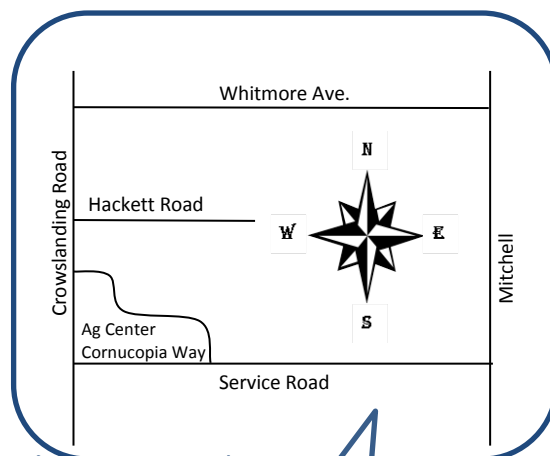 Whitmore Ave.
N
Crowslanding Road
Hackett Road
W
E
Mitchell
S
Ag Center
Cornucopia Way
Service Road